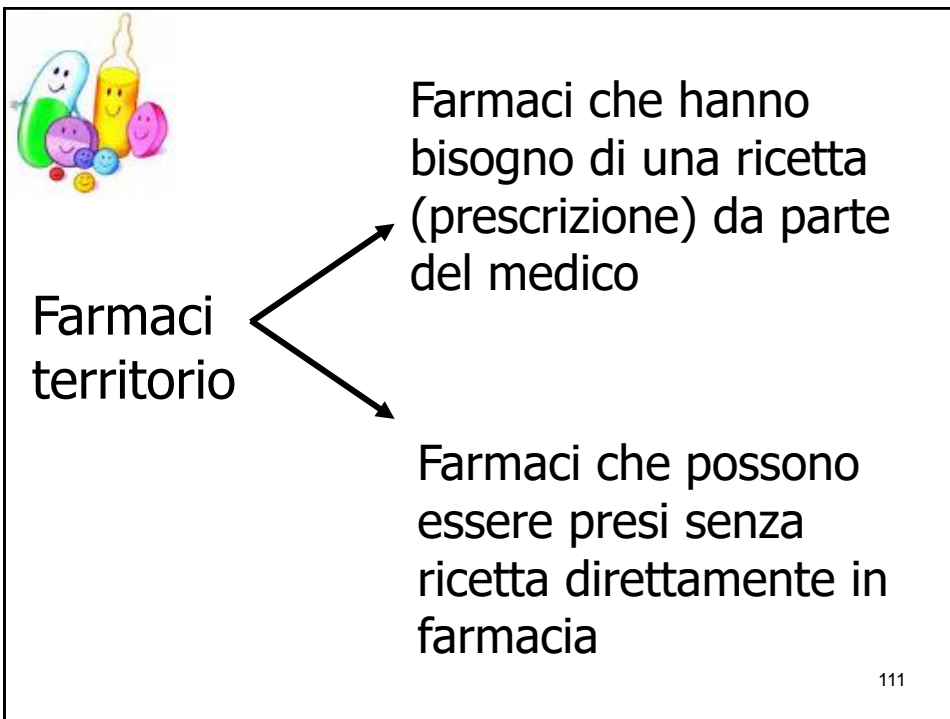 Farmaci che hanno
bisogno di una ricetta
(prescrizione) da parte
del medico
Farmaci
territorio
Farmaci che possono
essere presi senza
ricetta direttamente in
farmacia
111